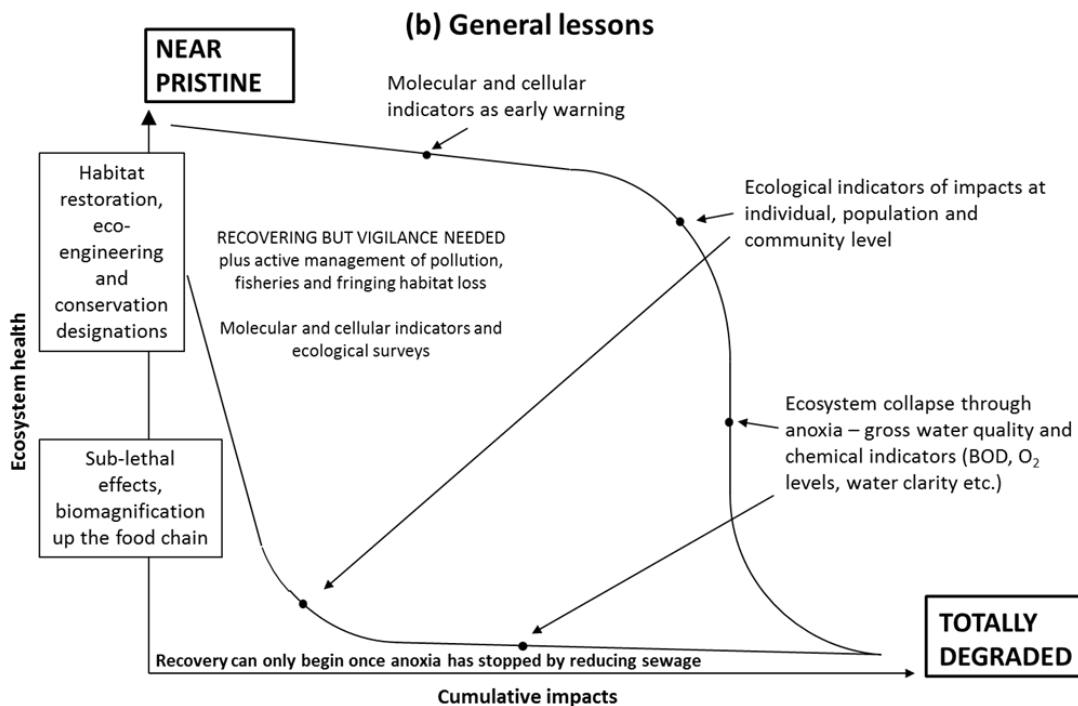 (b) General lessons
NEAR
PRISTINE
Molecular and cellular
indicators as early warning
Habitat
restoration,
eco-
engineering
and
conservation
designations
Ecological indicators of impacts at
individual, population and
community level
RECOVERING BUT VIGILANCE NEEDED
plus active management of pollution,
fisheries and fringing habitat loss
Molecular and cellular indicators and
ecological surveys
Ecosystem health
Ecosystem collapse through
anoxia – gross water quality and
chemical indicators (BOD, O₂
levels, water clarity etc.)
Sub-lethal
effects,
biomagnification
up the food chain
TOTALLY
DEGRADED
Recovery can only begin once anoxia has stopped by reducing sewage
Cumulative impacts